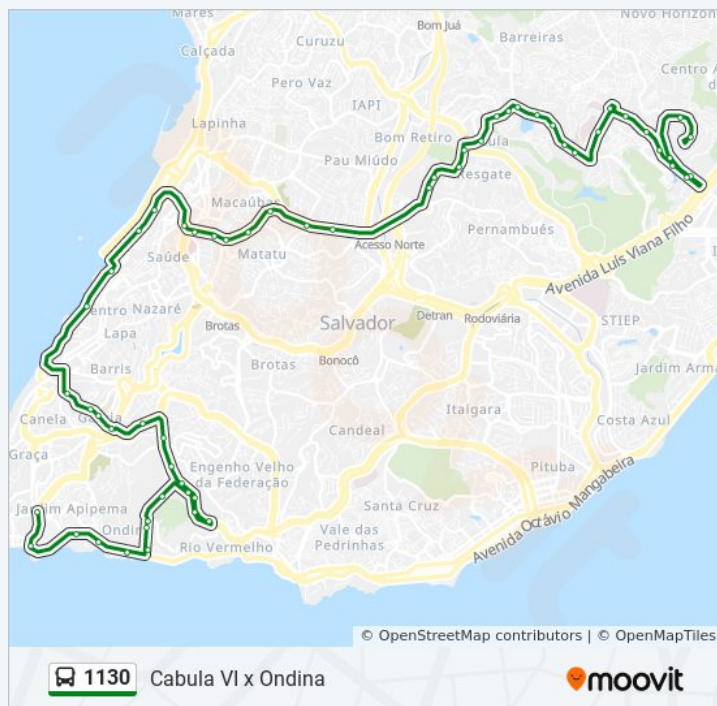 Mares
Novo Horizon
Bom Juá
Calçada
Curuzu
Barreiras
Centro A
d
Pero Vaz
IAPI
Lapinha
Bom Retiro
ula
Pau Miúdo
Resgate
Macaúbas
Pernambués
Acesso Norte
Saúde
Matatu
Avenida Luís Viana Filho
Centro
Nazaré
Salvador
Detran
Rodoviária
STIEP
Lapa
Brotas
Barris
Brotas
Bonocô
Jardim Arma
Itaigara
Canela
Garcia
Candeal
Costa Azul
Graça
Engenho Velho
da Federação
Pituba
Jardim Apipema
Santa Cruz
Ondin
Rio Vermelho
Vale das
Pedrinhas
Avenida Octávio Mangabeira
© OpenStreetMap contributors | © OpenMapTiles
1130 Cabula VI x Ondina
moovit